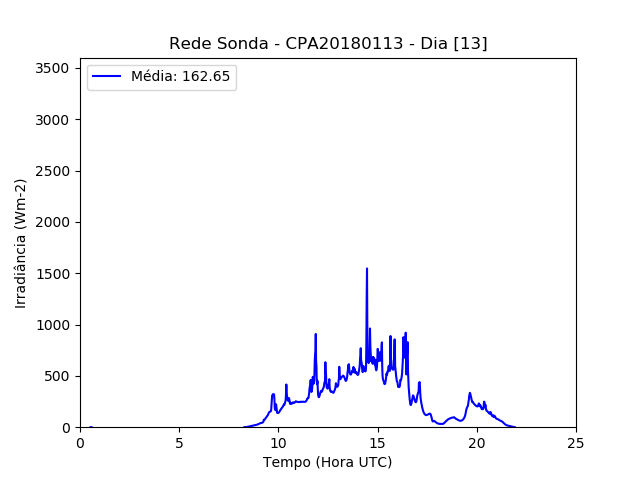 Rede Sonda - CPA20180113 - Dia [13]
Média: 162.65
3500
3000
2500
2000
1500
1000
500
0
Irradiância (Wm-2)
0 5 10 15 20 25
Tempo (Hora UTC)